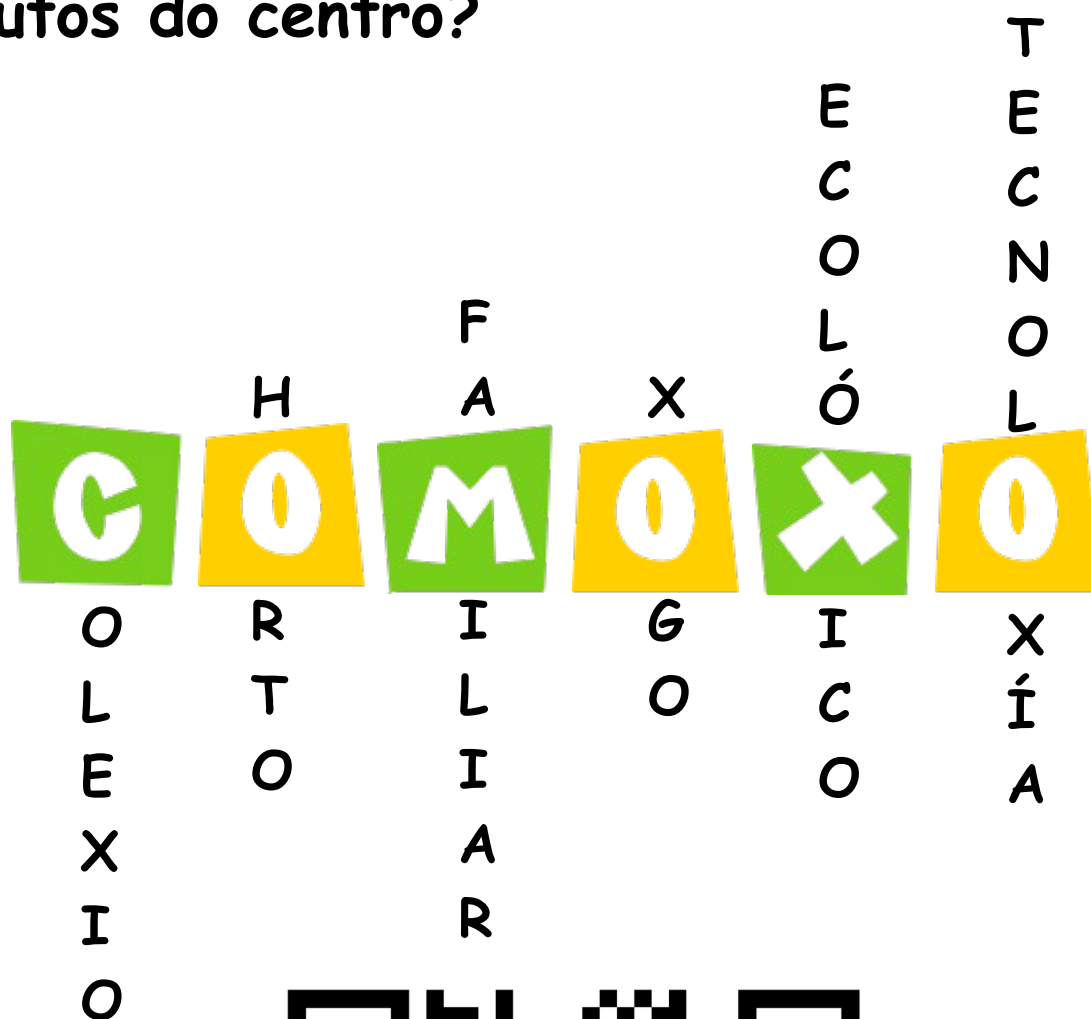 utos do centro?
COMOXO
COLEXIO
HORTO
FAMILIAR
XOGO
ECOLÓXICO
TECNOLOXÍA